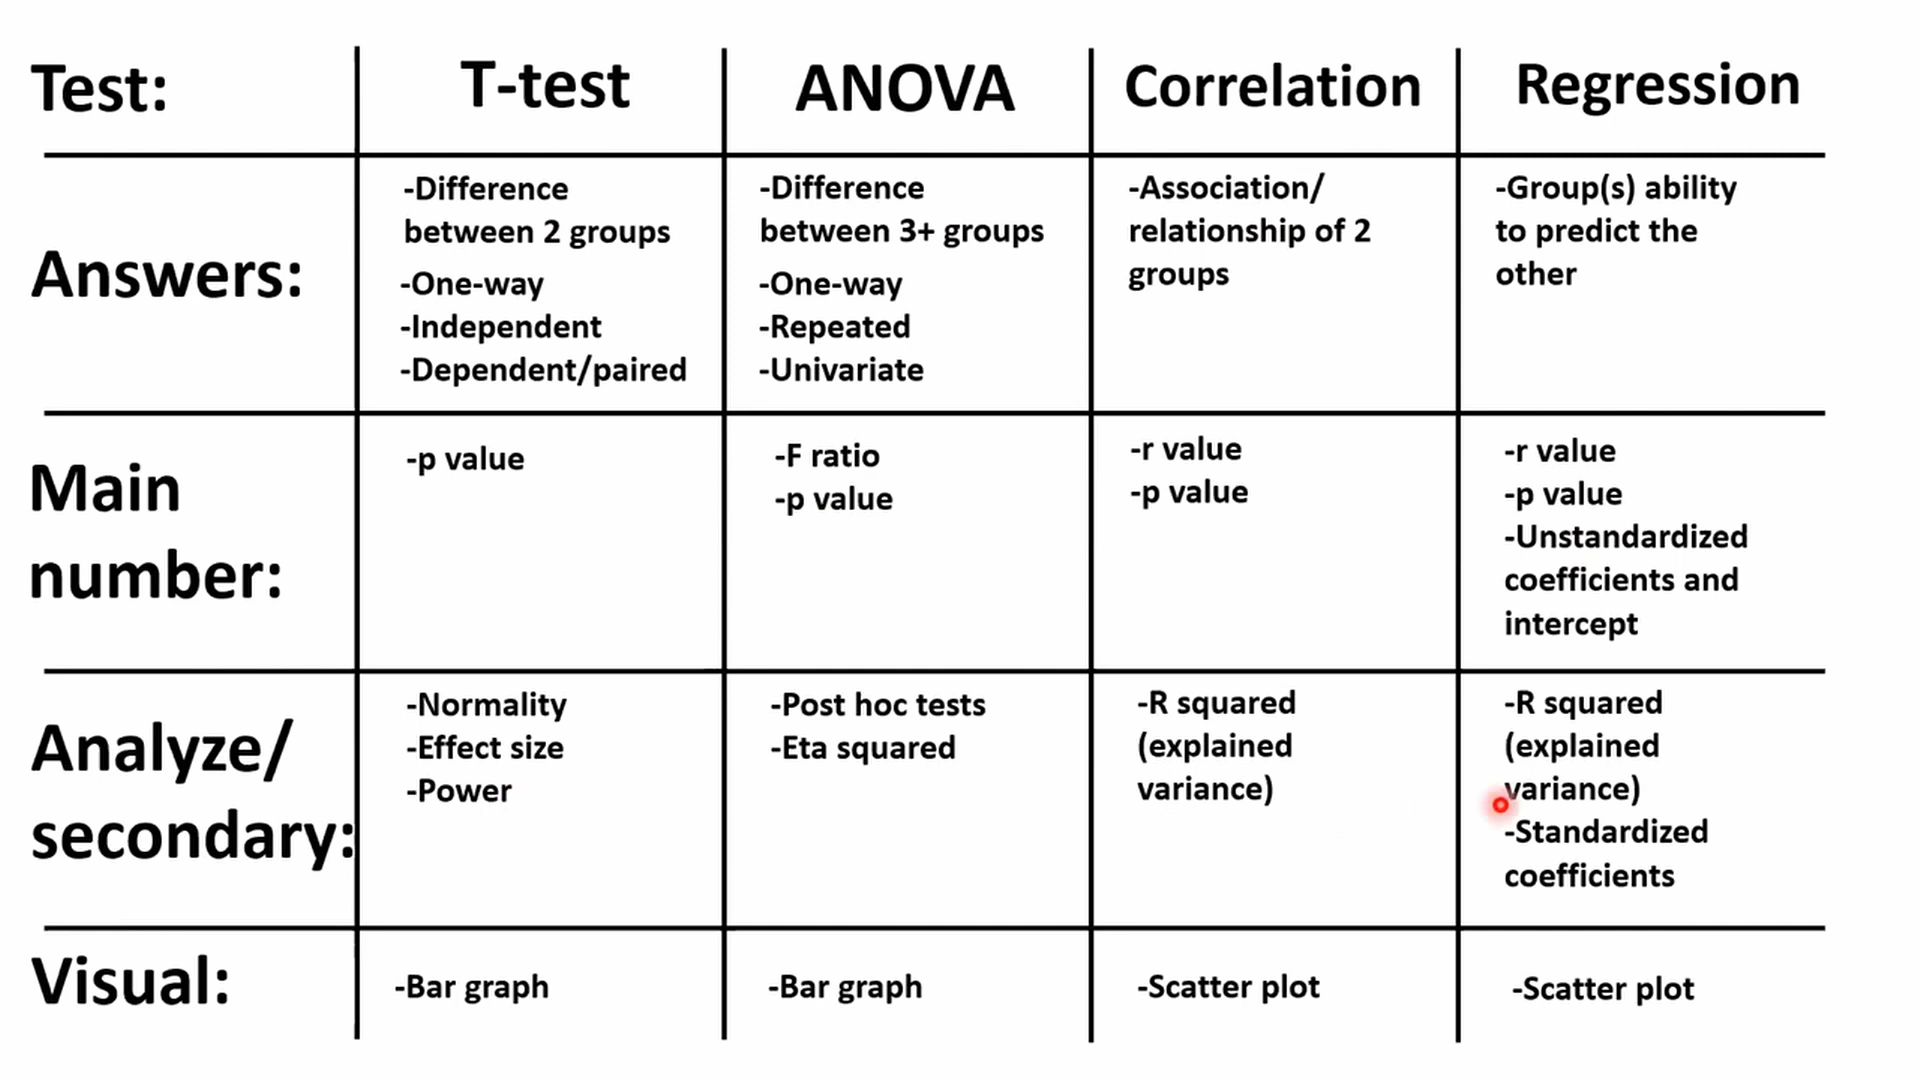 Test:
T-test
ANOVA
Correlation
Regression
Answers:
-Difference
between 2 groups
-One-way
-Independent
-Dependent/paired
-Difference
between 3+ groups
-One-way
-Repeated
-Univariate
-Association/
relationship of 2
groups
-Group(s) ability
to predict the
other
Main
number:
-p value
-F ratio
-p value
-r value
-p value
-r value
-p value
-Unstandardized
coefficients and
intercept
Analyze/
secondary:
-Normality
-Effect size
-Power
-Post hoc tests
-Eta squared
-R squared
(explained
variance)
-R squared
(explained
variance)
-Standardized
coefficients
Visual:
-Bar graph
-Bar graph
-Scatter plot
-Scatter plot